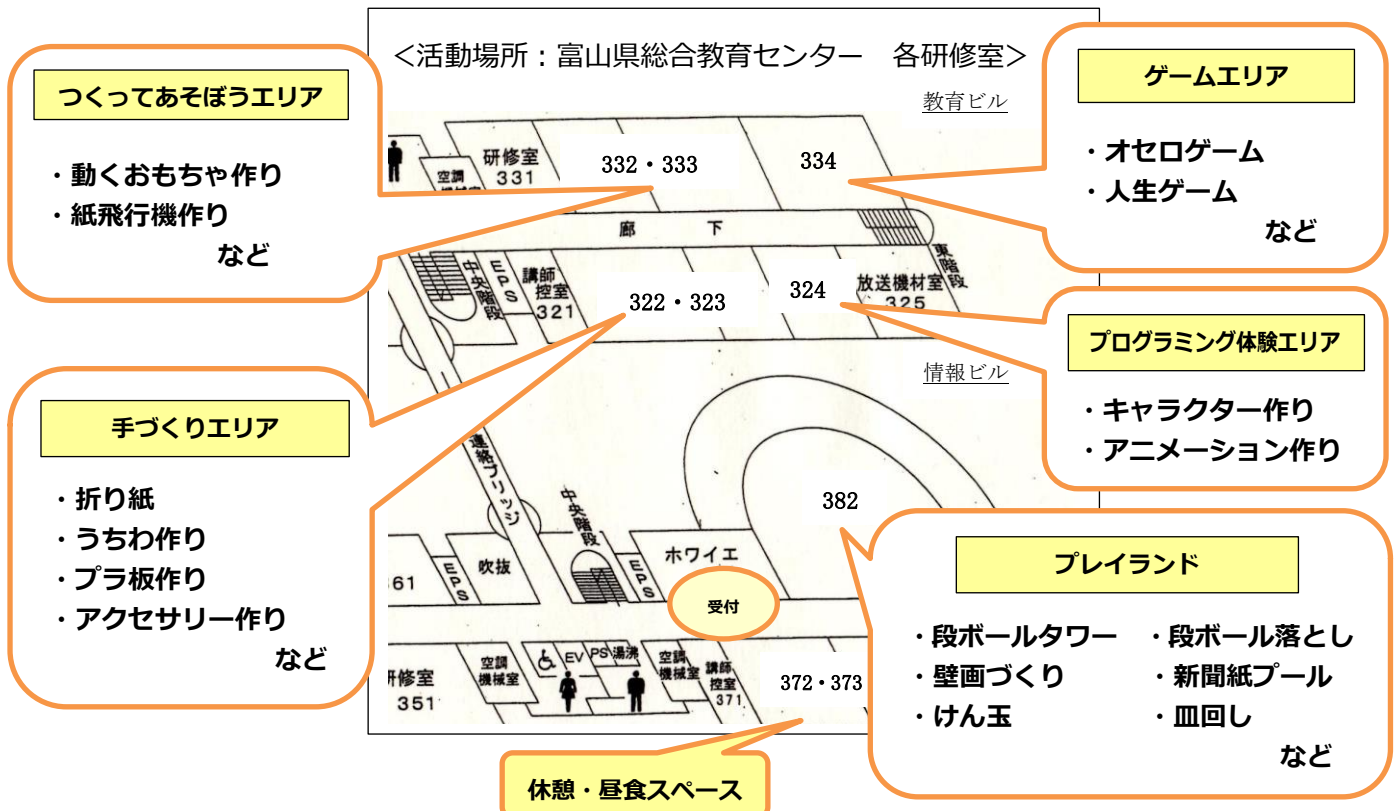 <活動場所：富山県総合教育センター　各研修室>
教育ビル
つくってあそぼうエリア
・動くおもちゃ作り
・紙飛行機作り
など
ゲームエリア
・オセロゲーム
・人生ゲーム
など
研修室
331
332・333
334
空調
廊　下
中央階段
EPS
講師
控室
321
322・323
324
放送機材室
325
東階段
プログラミング体験エリア
・キャラクター作り
・アニメーション作り
情報ビル
手づくりエリア
・折り紙
・うちわ作り
・プラ板作り
・アクセサリー作り
など
連絡ブリッジ
中央階段
382
61
EPS
吹抜
EPS
ホワイエ
受付
プレイランド
・段ボールタワー　・段ボール落とし
・壁画づくり　・新聞紙プール
・けん玉　・皿回し
など
研修室
351
空調
機械室
EV
PS
湯沸
空調
機械室
講師
控室
371
372・373
休憩・昼食スペース